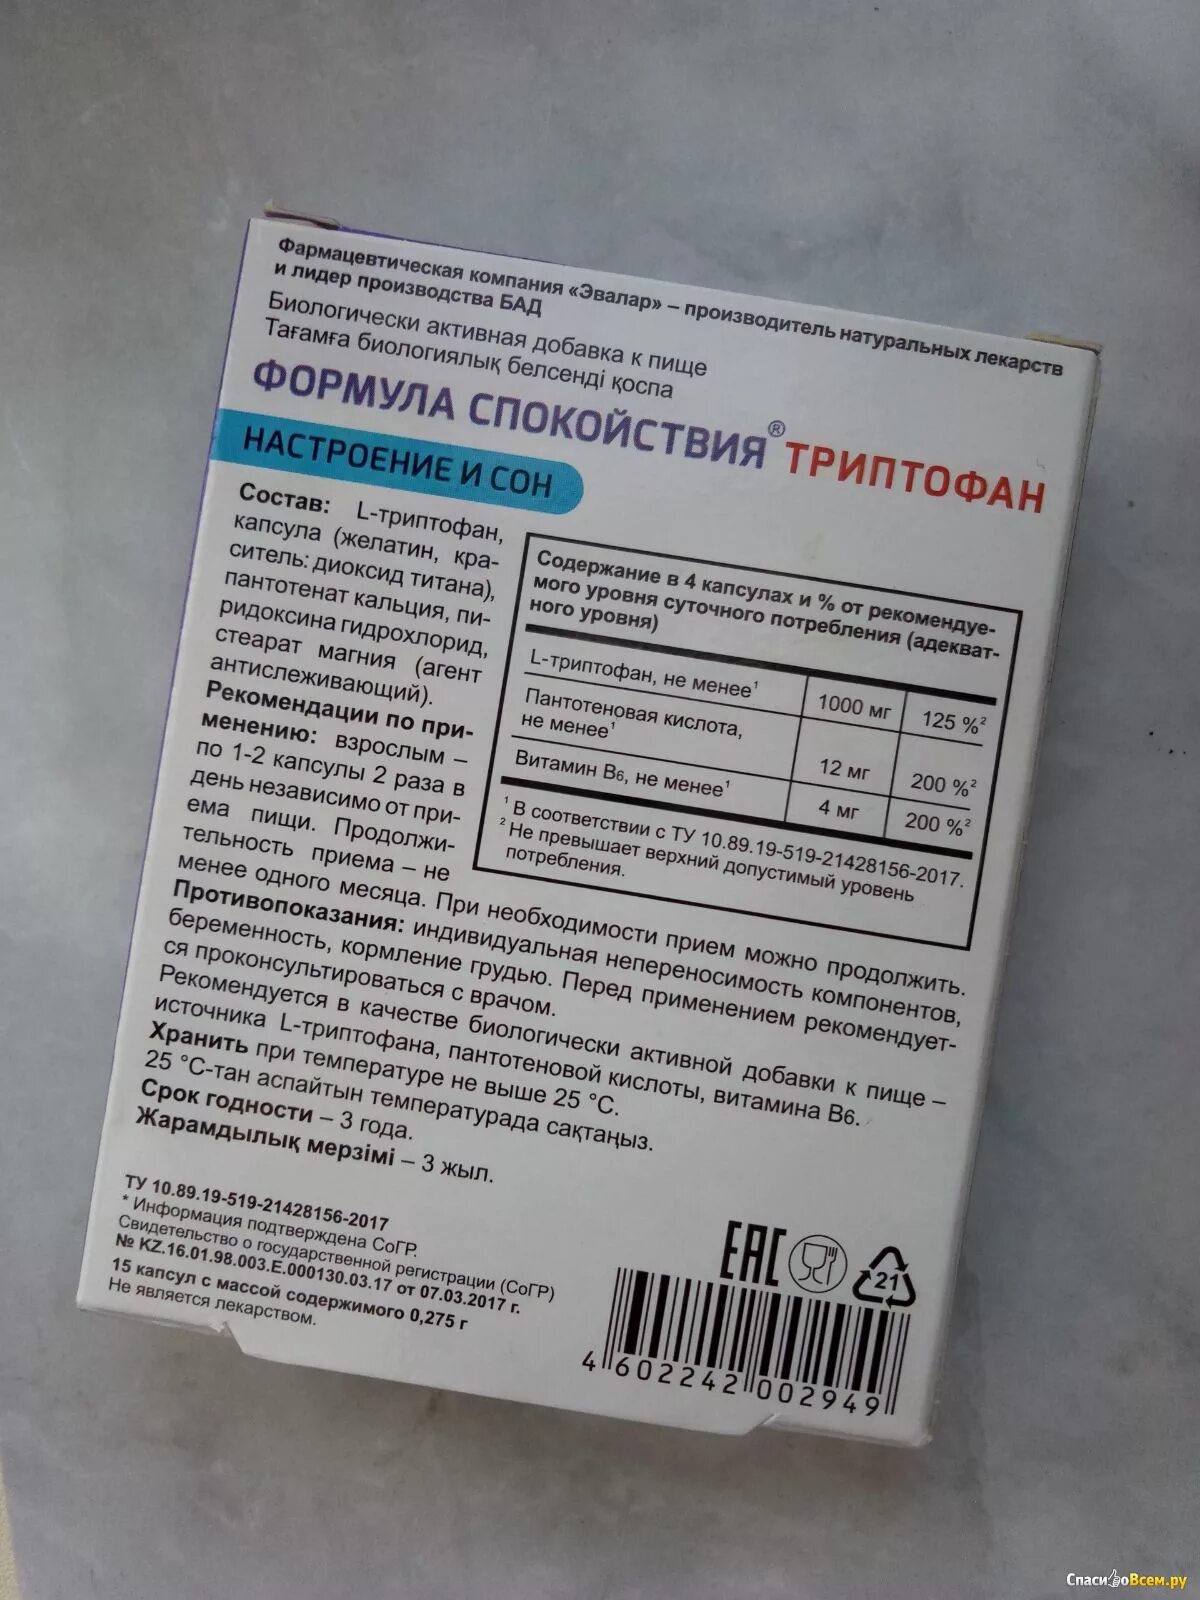 Фармацевтическая компания «Эвалар» – производитель натуральных лекарств
и лидер производства БАД
Биологически активная добавка к пище
Тағамға биологиялық белсенді қоспа
ФОРМУЛА СПОКОЙСТВИЯ® ТРИПТОФАН
НАСТРОЕНИЕ И СОН
Состав: L-триптофан,
капсула (желатин, кра-
ситель: диоксид титана),
пантотенат кальция, пи-
ридоксина гидрохлорид,
стеарат магния (агент
антислеживающий).
Рекомендации по при-
менению: взрослым –
по 1-2 капсулы 2 раза в
день независимо от при-
ема пищи. Продолжи-
тельность приема – не
менее одного месяца. При необходимости прием можно продолжить.
Противопоказания: индивидуальная непереносимость компонентов,
беременность, кормление грудью. Перед применением рекомендует-
ся проконсультироваться с врачом.
Рекомендуется в качестве биологически активной добавки к пище –
источника L-триптофана, пантотеновой кислоты, витамина В6.
Хранить при температуре не выше 25 °С.
25 °С-тан аспайтын температурада сақтаңыз.
Срок годности – 3 года.
Жарамдылық мерзімі – 3 жыл.
Содержание в 4 капсулах и % от рекомендуе-
мого уровня суточного потребления (адекват-
ного уровня)
L-триптофан, не менее¹ 1000 мг 125 %²
Пантотеновая кислота,
не менее¹ 12 мг 200 %²
Витамин В6, не менее¹ 4 мг 200 %²
¹ В соответствии с ТУ 10.89.19-519-21428156-2017.
² Не превышает верхний допустимый уровень
потребления.
ТУ 10.89.19-519-21428156-2017
* Информация подтверждена СоГР.
Свидетельство о государственной регистрации (СоГР)
№ KZ.16.01.98.003.Е.000130.03.17 от 07.03.2017 г.
15 капсул с массой содержимого 0,275 г
Не является лекарством.
EAC
21
4 602242 002949
СпасибоВсем.ру